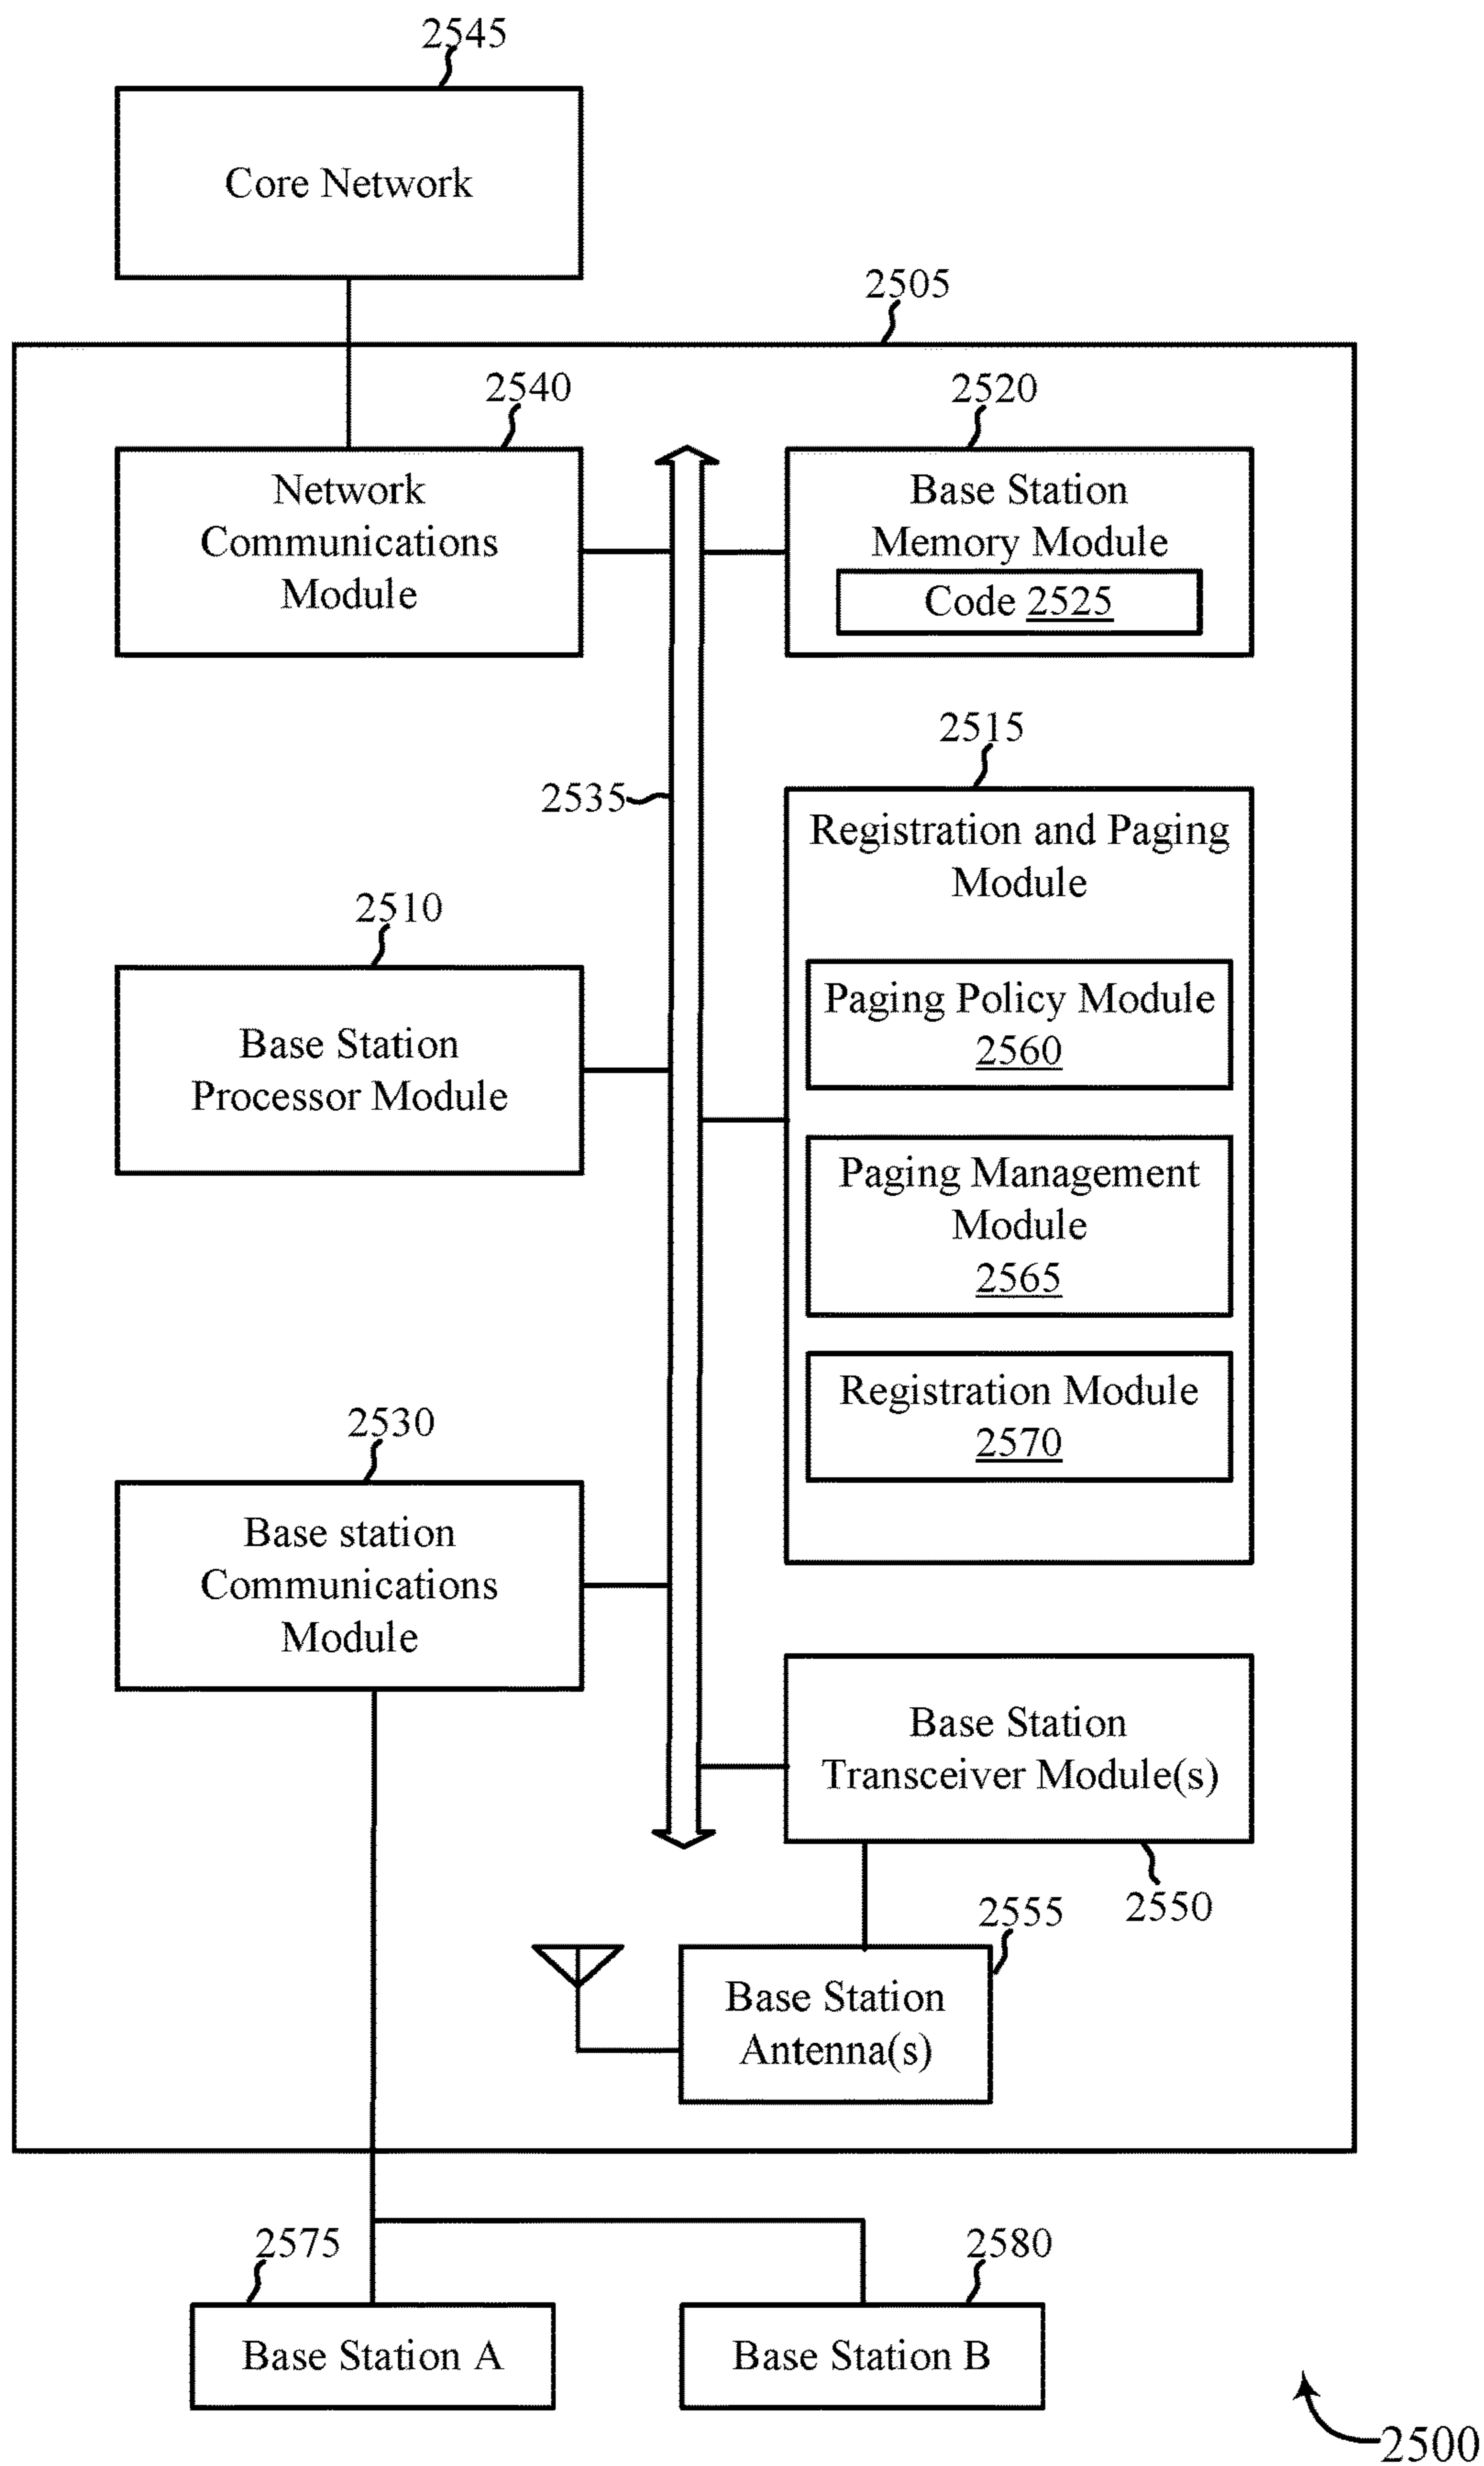 2545
Core Network
2505
2540
Network
Communications
Module
2520
Base Station
Memory Module
Code 2525
2535
2515
Registration and Paging
Module
Paging Policy Module
2560
Paging Management
Module
2565
Registration Module
2570
2510
Base Station
Processor Module
2530
Base station
Communications
Module
Base Station
Transceiver Module(s)
2550
2555
Base Station
Antenna(s)
2575
Base Station A
2580
Base Station B
2500